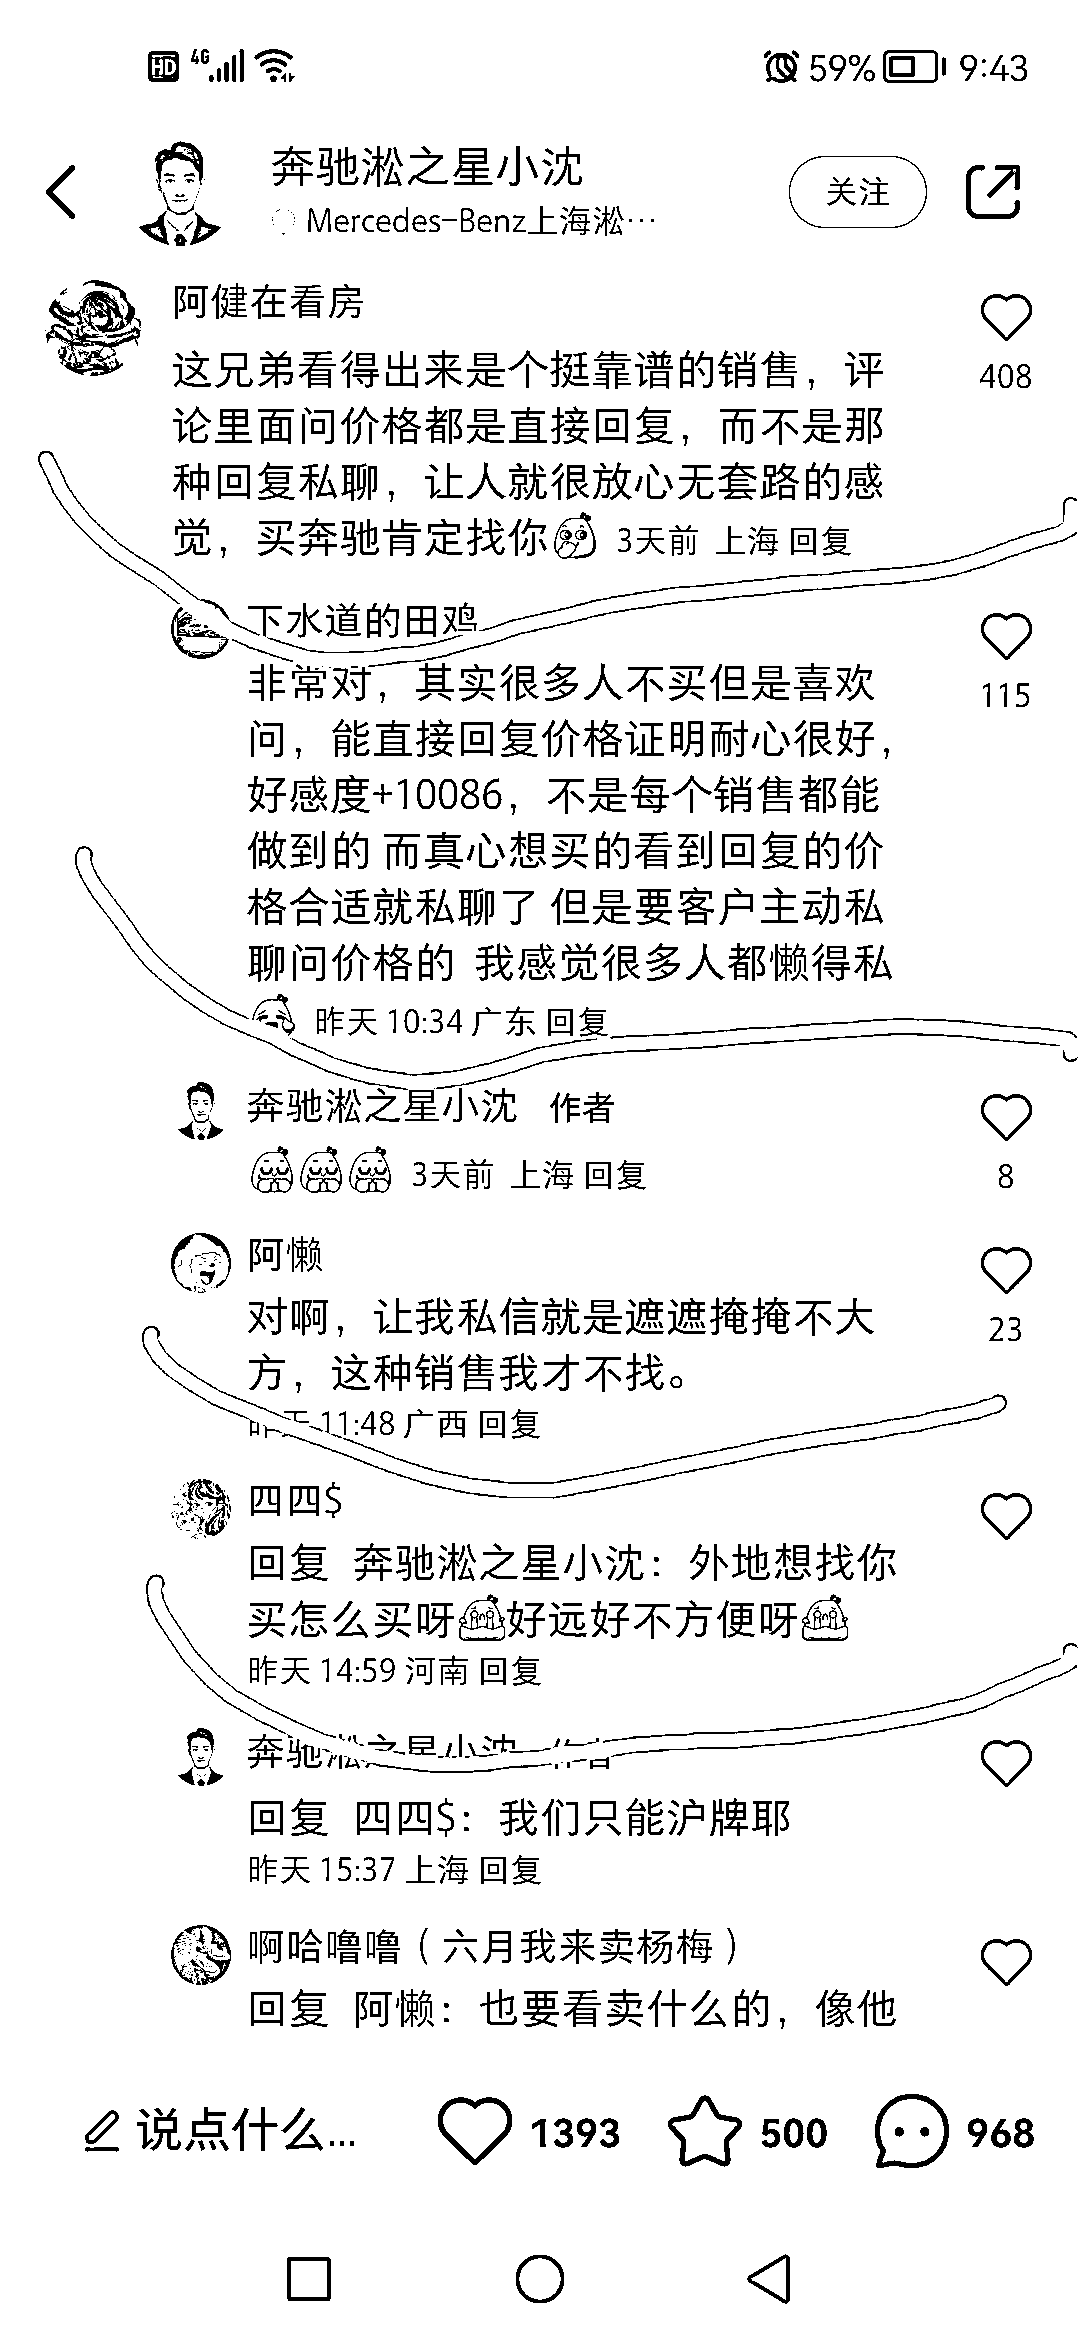 HD 4G 59% 9:43
奔驰淞之星小沈
关注
Mercedes-Benz上海淞…
阿健在看房
这兄弟看得出来是个挺靠谱的销售，评
408
论里面问价格都是直接回复，而不是那
种回复私聊，让人就很放心无套路的感
觉，买奔驰肯定找你 3天前 上海 回复
下水道的田鸡
非常对，其实很多人不买但是喜欢
115
问，能直接回复价格证明耐心很好，
好感度+10086，不是每个销售都能
做到的 而真心想买的看到回复的价
格合适就私聊了 但是要客户主动私
聊问价格的 我感觉很多人都懒得私
昨天 10:34 广东 回复
奔驰淞之星小沈 作者
3天前 上海 回复
8
阿懒
对啊，让我私信就是遮遮掩掩不大
23
方，这种销售我才不找。
昨天 11:48 广西 回复
四四$
回复 奔驰淞之星小沈：外地想找你
买怎么买呀好远好不方便呀
昨天 14:59 河南 回复
奔驰淞之星小沈 作者
回复 四四$：我们只能沪牌耶
昨天 15:37 上海 回复
啊哈噜噜（六月我来卖杨梅）
回复 阿懒：也要看卖什么的，像他
说点什么... 1393 500 968